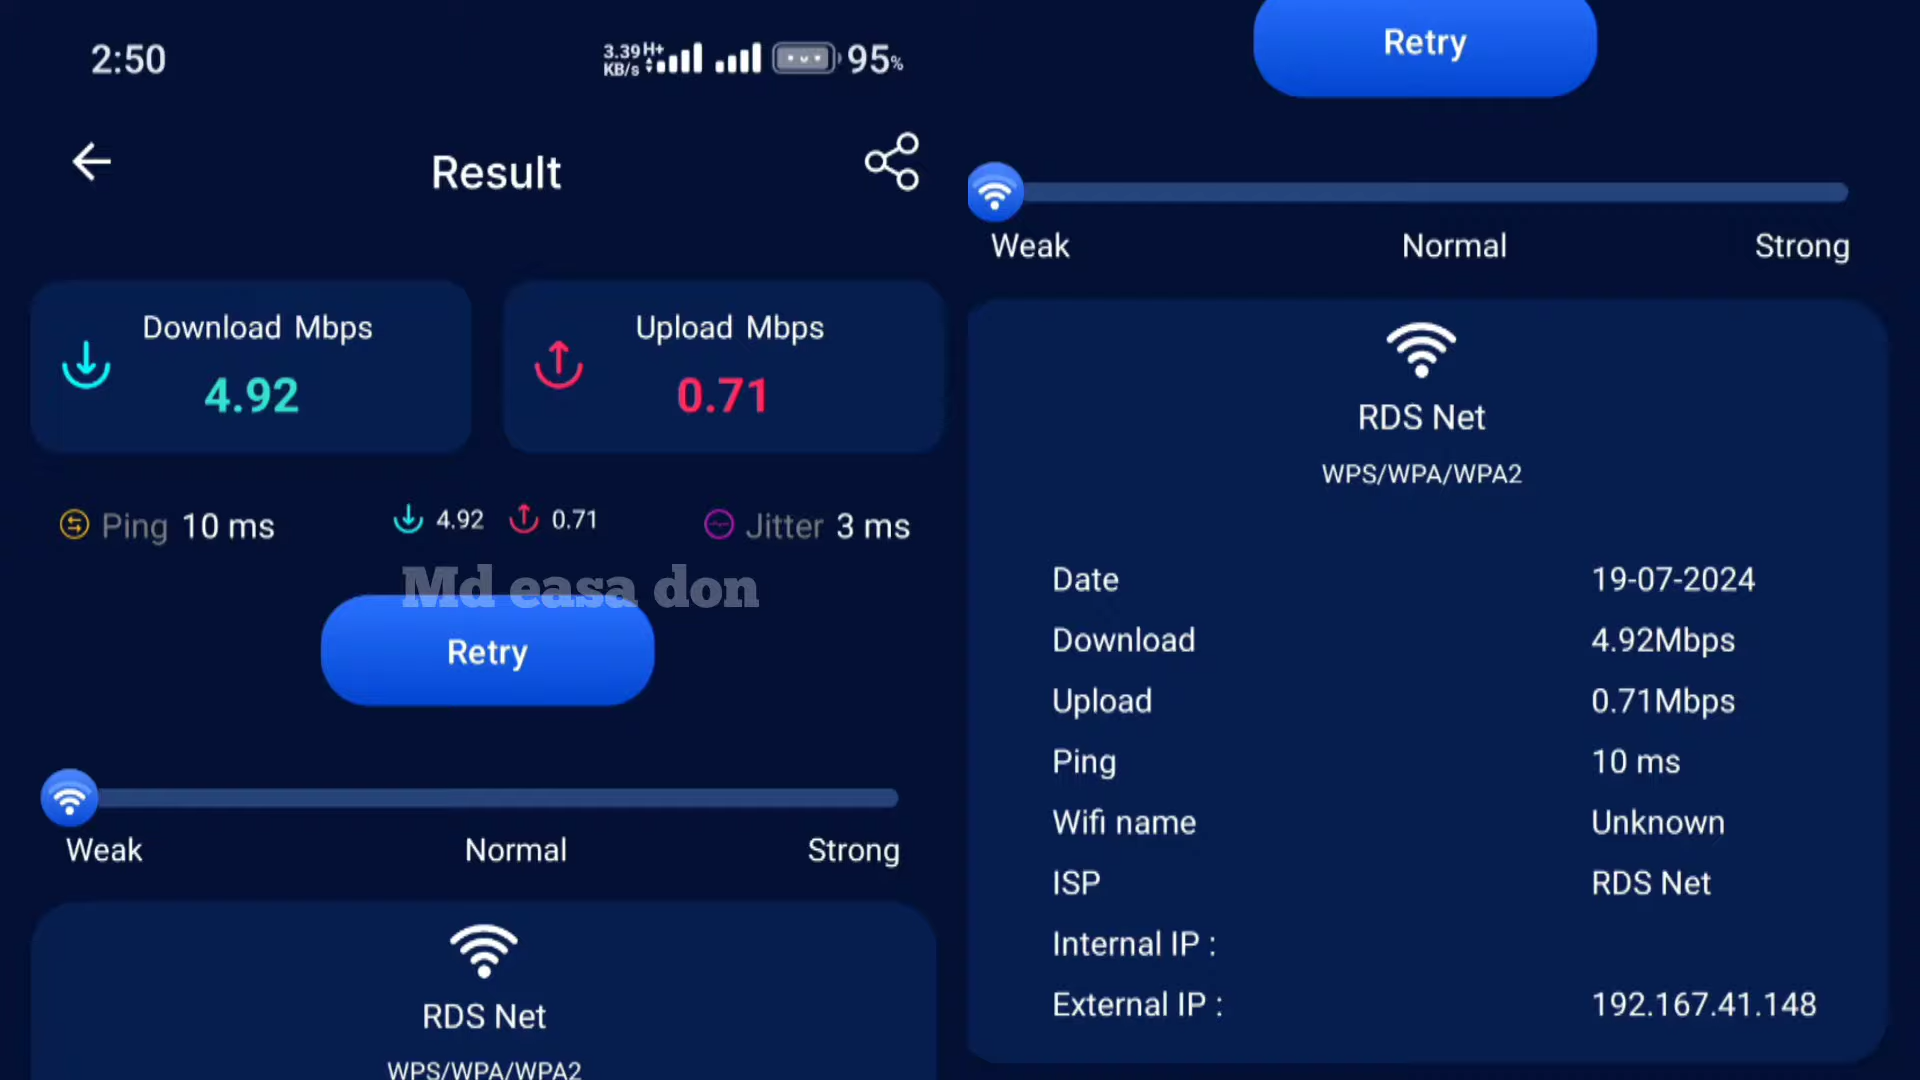 2:50
3.39 H+
KB/s
95%
Result
Download Mbps
4.92
Upload Mbps
0.71
Ping 10 ms
4.92
0.71
Jitter 3 ms
Md easa don
Retry
Weak
Normal
Strong
RDS Net
WPS/WPA/WPA2
Retry
Weak
Normal
Strong
RDS Net
WPS/WPA/WPA2
Date 19-07-2024
Download 4.92Mbps
Upload 0.71Mbps
Ping 10 ms
Wifi name Unknown
ISP RDS Net
Internal IP :
External IP : 192.167.41.148